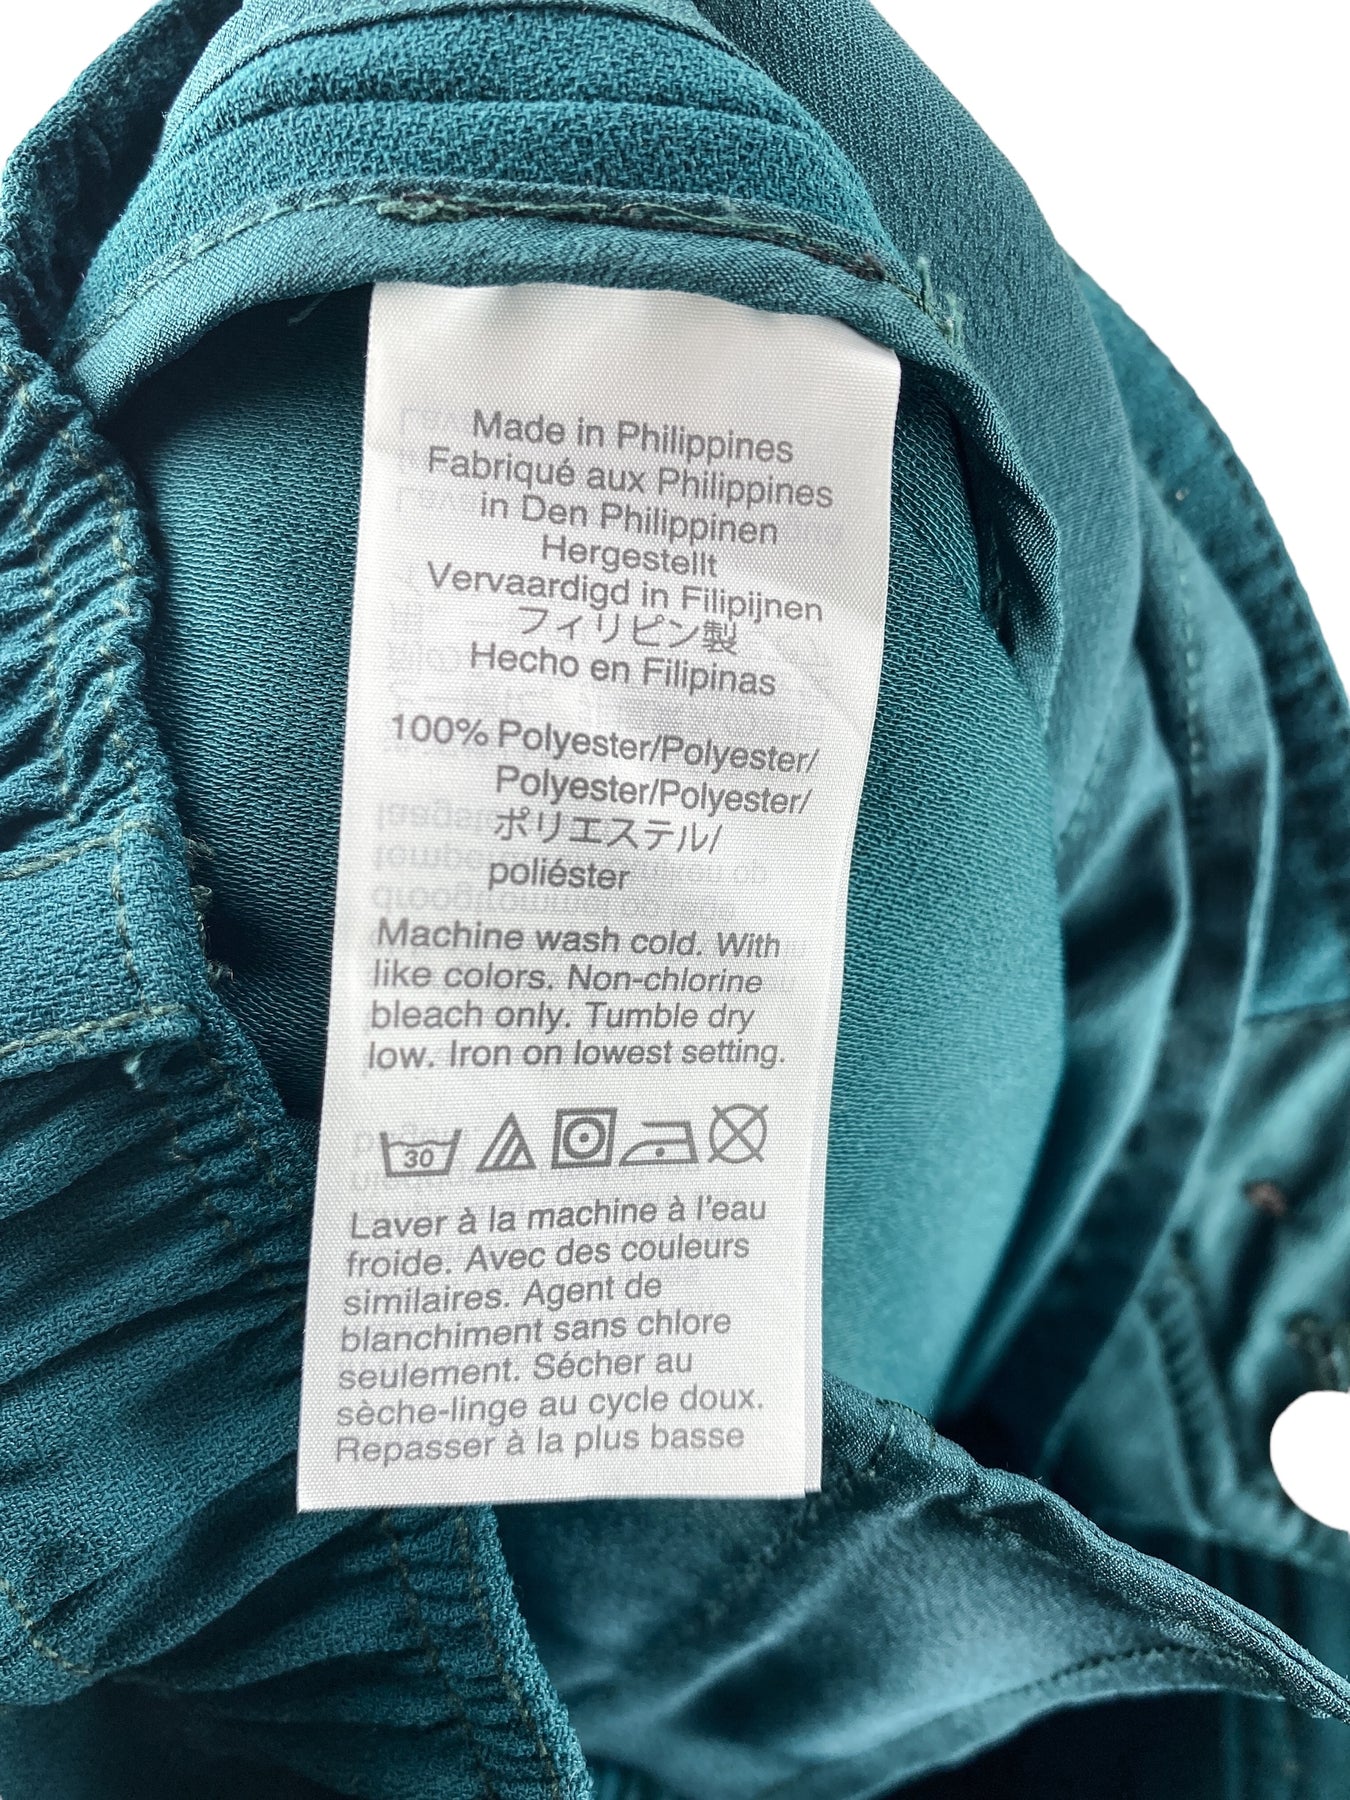 Made in Philippines
Fabriqué aux Philippines
in Den Philippinen
Hergestellt
Vervaardigd in Filipijnen
フィリピン製
Hecho en Filipinas
100% Polyester/Polyester/
Polyester/Polyester/
ポリエステル/
poliéster
Machine wash cold. With
like colors. Non-chlorine
bleach only. Tumble dry
low. Iron on lowest setting.
30
Laver à la machine à l'eau
froide. Avec des couleurs
similaires. Agent de
blanchiment sans chlore
seulement. Sécher au
sèche-linge au cycle doux.
Repasser à la plus basse